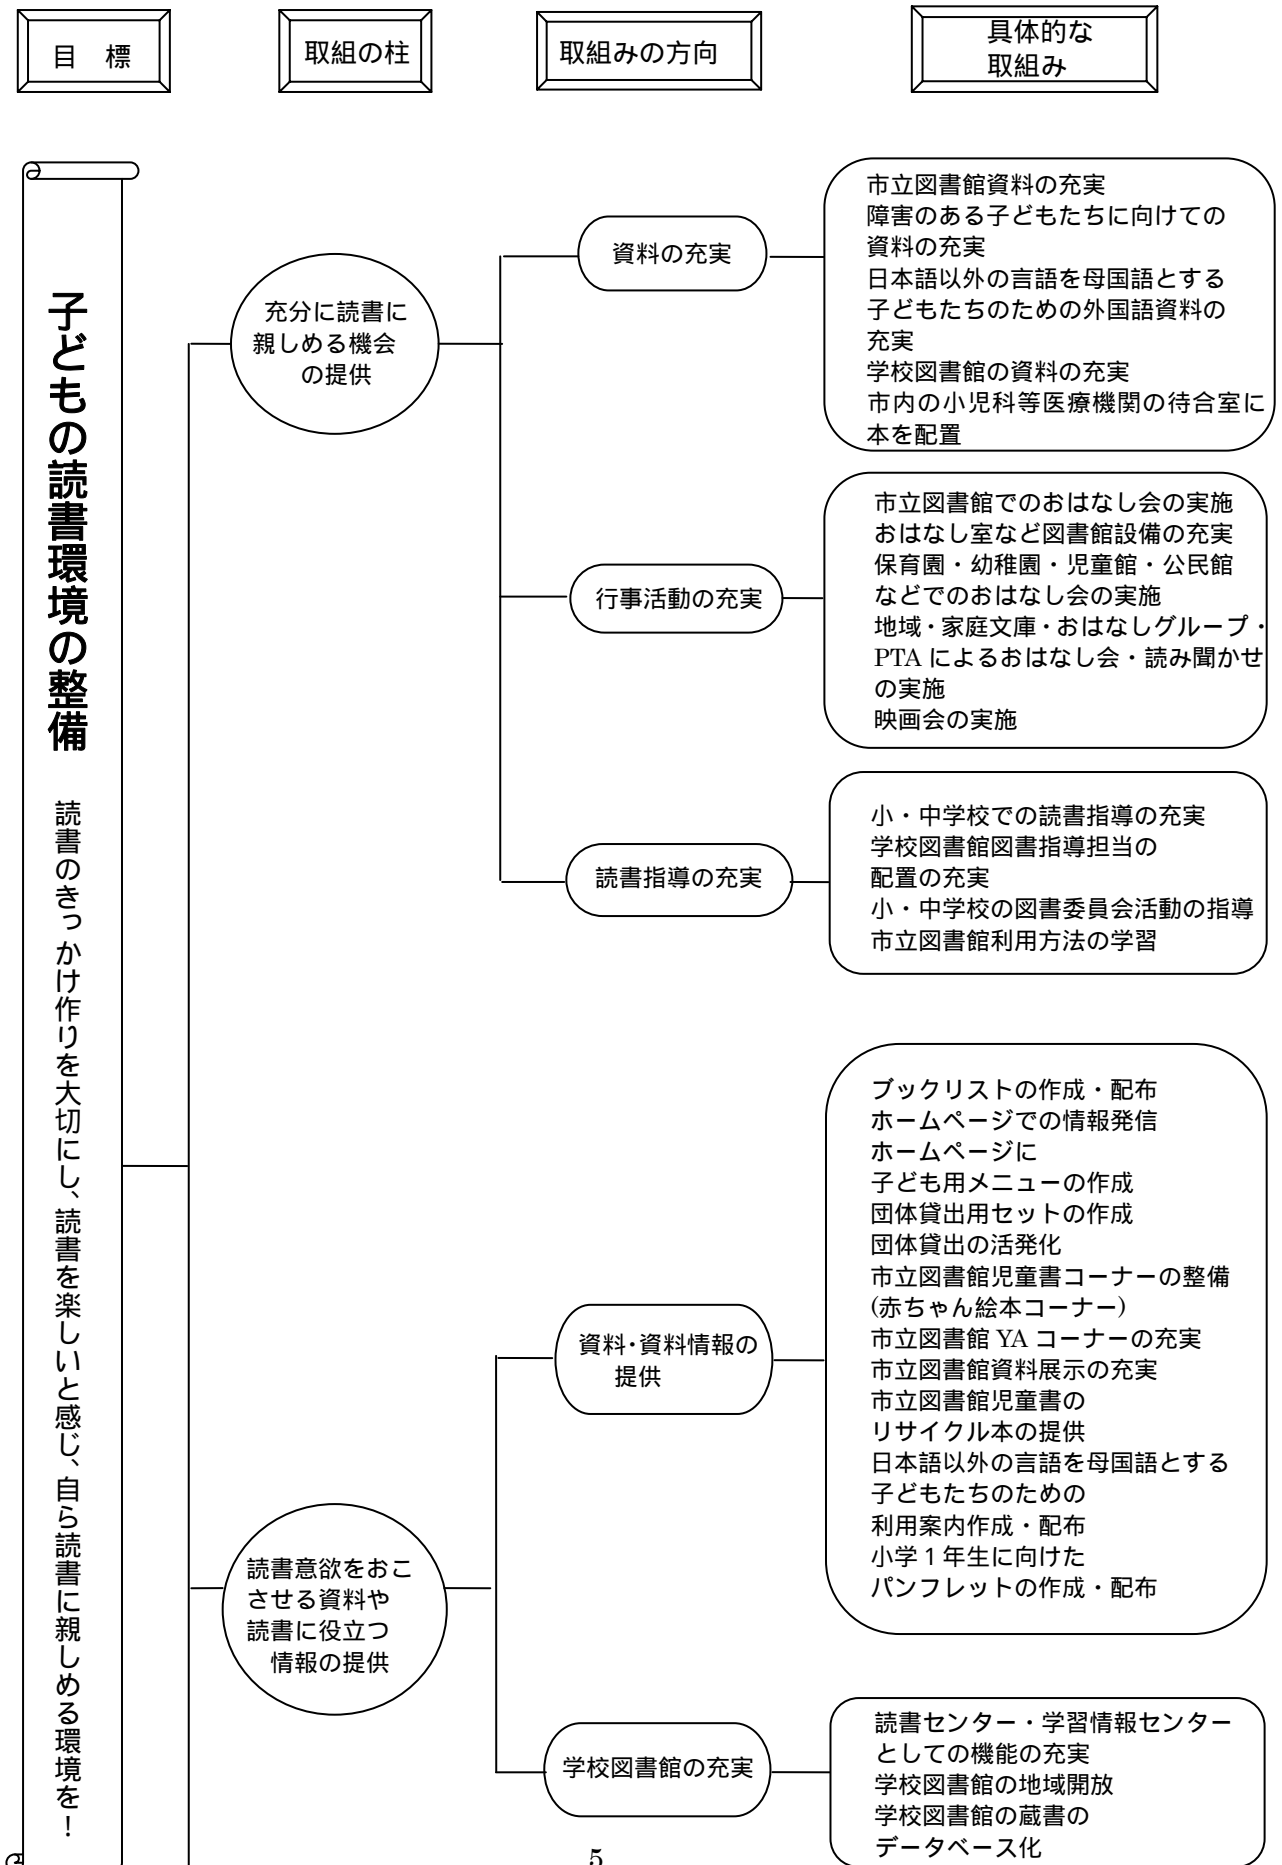 目　標
取組の柱
取組みの方向
具体的な
取組み
子どもの読書環境の整備
読書のきっかけ作りを大切にし、読書を楽しいと感じ、自ら読書に親しめる環境を！
充分に読書に
親しめる機会
の提供
資料の充実
市立図書館資料の充実
障害のある子どもたちに向けての
資料の充実
日本語以外の言語を母国語とする
子どもたちのための外国語資料の
充実
学校図書館の資料の充実
市内の小児科等医療機関の待合室に
本を配置
行事活動の充実
市立図書館でのおはなし会の実施
おはなし室など図書館設備の充実
保育園・幼稚園・児童館・公民館
などでのおはなし会の実施
地域・家庭文庫・おはなしグループ・
PTA によるおはなし会・読み聞かせ
の実施
映画会の実施
読書指導の充実
小・中学校での読書指導の充実
学校図書館図書指導担当の
配置の充実
小・中学校の図書委員会活動の指導
市立図書館利用方法の学習
読書意欲をおこ
させる資料や
読書に役立つ
情報の提供
資料・資料情報の
提供
ブックリストの作成・配布
ホームページでの情報発信
ホームページに
子ども用メニューの作成
団体貸出用セットの作成
団体貸出の活発化
市立図書館児童書コーナーの整備
(赤ちゃん絵本コーナー)
市立図書館 YA コーナーの充実
市立図書館資料展示の充実
市立図書館児童書の
リサイクル本の提供
日本語以外の言語を母国語とする
子どもたちのための
利用案内作成・配布
小学１年生に向けた
パンフレットの作成・配布
学校図書館の充実
読書センター・学習情報センター
としての機能の充実
学校図書館の地域開放
学校図書館の蔵書の
データベース化
5